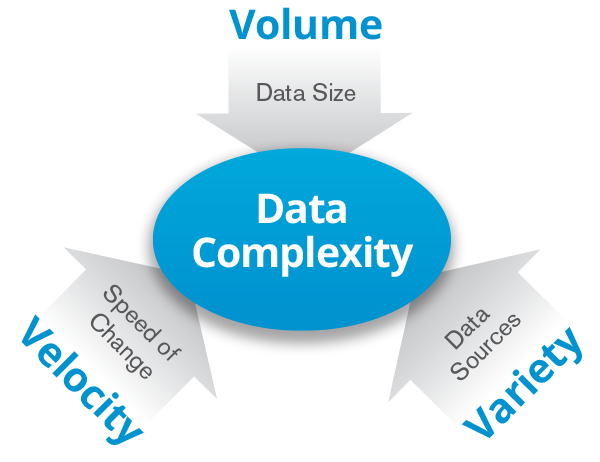 Volume
Data Size
Data
Complexity
Speed of
Change
Velocity
Data
Sources
Variety